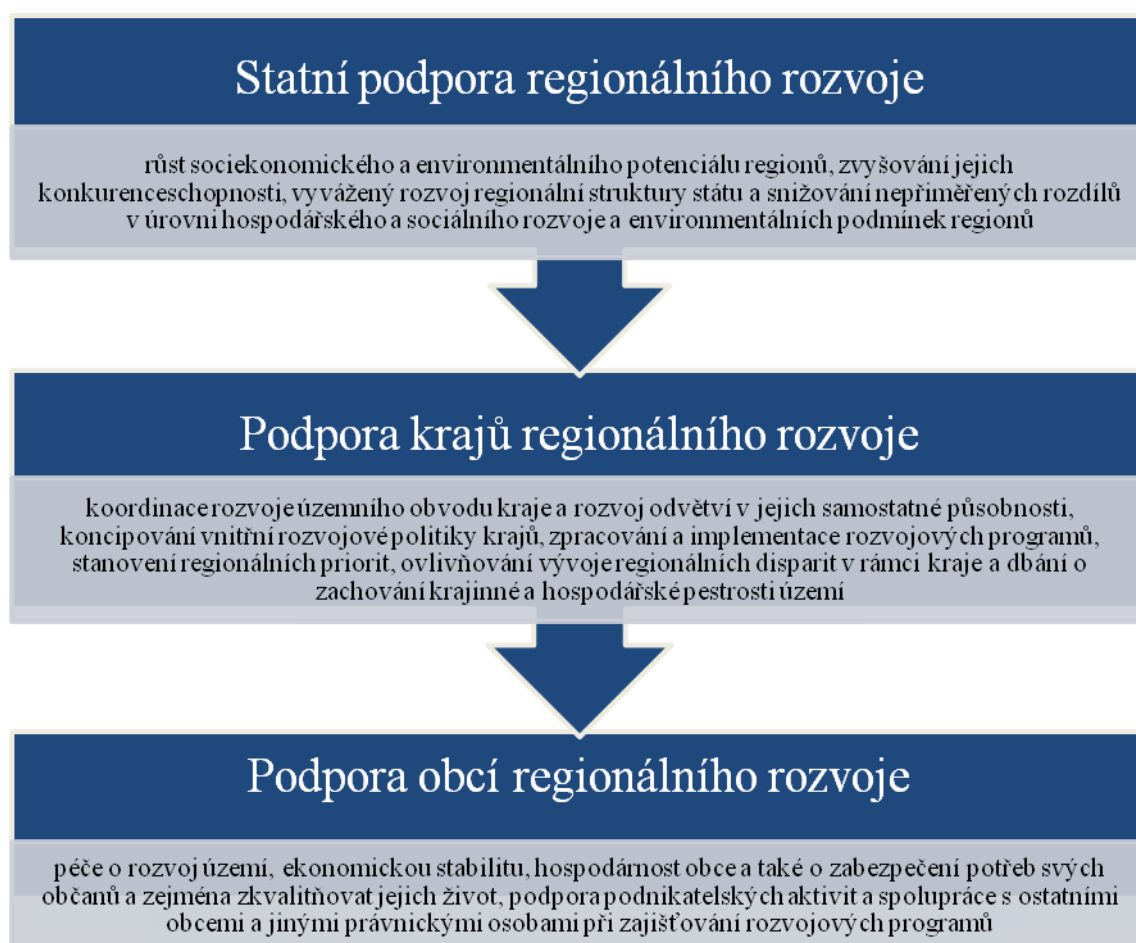 Statní podpora regionálního rozvoje
růst sociekonomického a environmentálního potenciálu regionů, zvyšování jejich
konkurenceschopnosti, vyvážený rozvoj regionální struktury státu a snižování nepřiměřených rozdílů
v úrovni hospodářského a sociálního rozvoje a environmentálních podmínek regionů
Podpora krajů regionálního rozvoje
koordinace rozvoje územního obvodu kraje a rozvoj odvětví v jejich samostatné působnosti,
koncipování vnitřní rozvojové politiky krajů, zpracování a implementace rozvojových programů,
stanovení regionálních priorit, ovlivňování vývoje regionálních disparit v rámci kraje a dbání o
zachování krajinné a hospodářské pestrosti území
Podpora obcí regionálního rozvoje
péče o rozvoj území, ekonomickou stabilitu, hospodárnost obce a také o zabezpečení potřeb svých
občanů a zejména zkvalitňovat jejich život, podpora podnikatelských aktivit a spolupráce s ostatními
obcemi a jinými právnickými osobami při zajišťování rozvojových programů